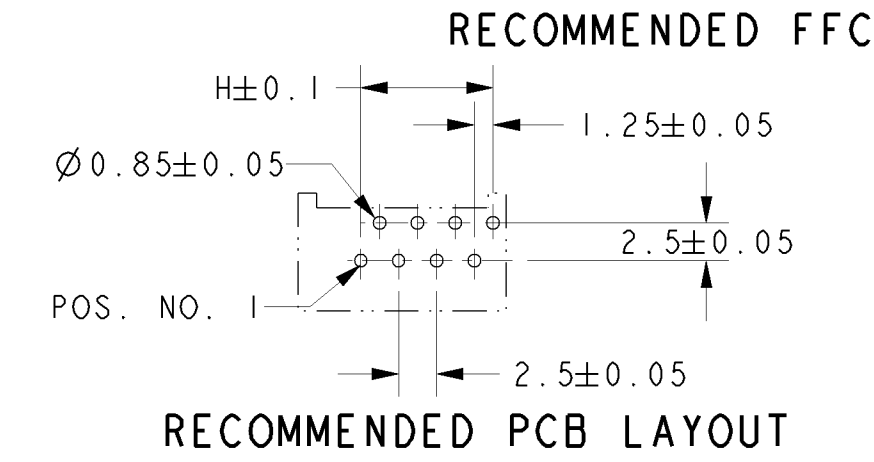 RECOMMENDED FFC
H±0.1
1.25±0.05
Ø0.85±0.05
2.5±0.05
POS. NO. 1
2.5±0.05
RECOMMENDED PCB LAYOUT